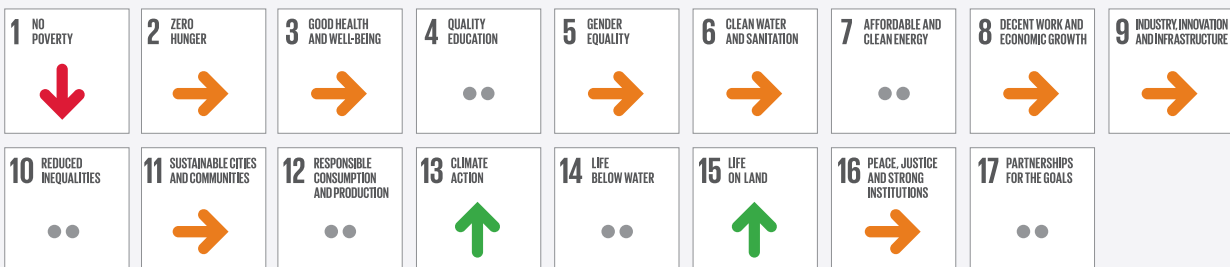 1 NO
POVERTY
2 ZERO
HUNGER
3 GOOD HEALTH
AND WELL-BEING
4 QUALITY
EDUCATION
5 GENDER
EQUALITY
6 CLEAN WATER
AND SANITATION
7 AFFORDABLE AND
CLEAN ENERGY
8 DECENT WORK AND
ECONOMIC GROWTH
9 INDUSTRY, INNOVATION
AND INFRASTRUCTURE
10 REDUCED
INEQUALITIES
11 SUSTAINABLE CITIES
AND COMMUNITIES
12 RESPONSIBLE
CONSUMPTION
AND PRODUCTION
13 CLIMATE
ACTION
14 LIFE
BELOW WATER
15 LIFE
ON LAND
16 PEACE, JUSTICE
AND STRONG
INSTITUTIONS
17 PARTNERSHIPS
FOR THE GOALS